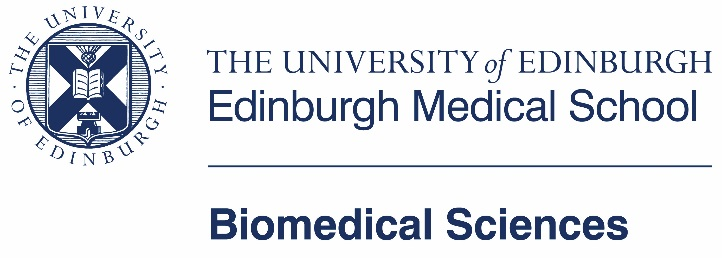 THE UNIVERSITY OF EDINBURGH
THE UNIVERSITY of EDINBURGH
Edinburgh Medical School
Biomedical Sciences